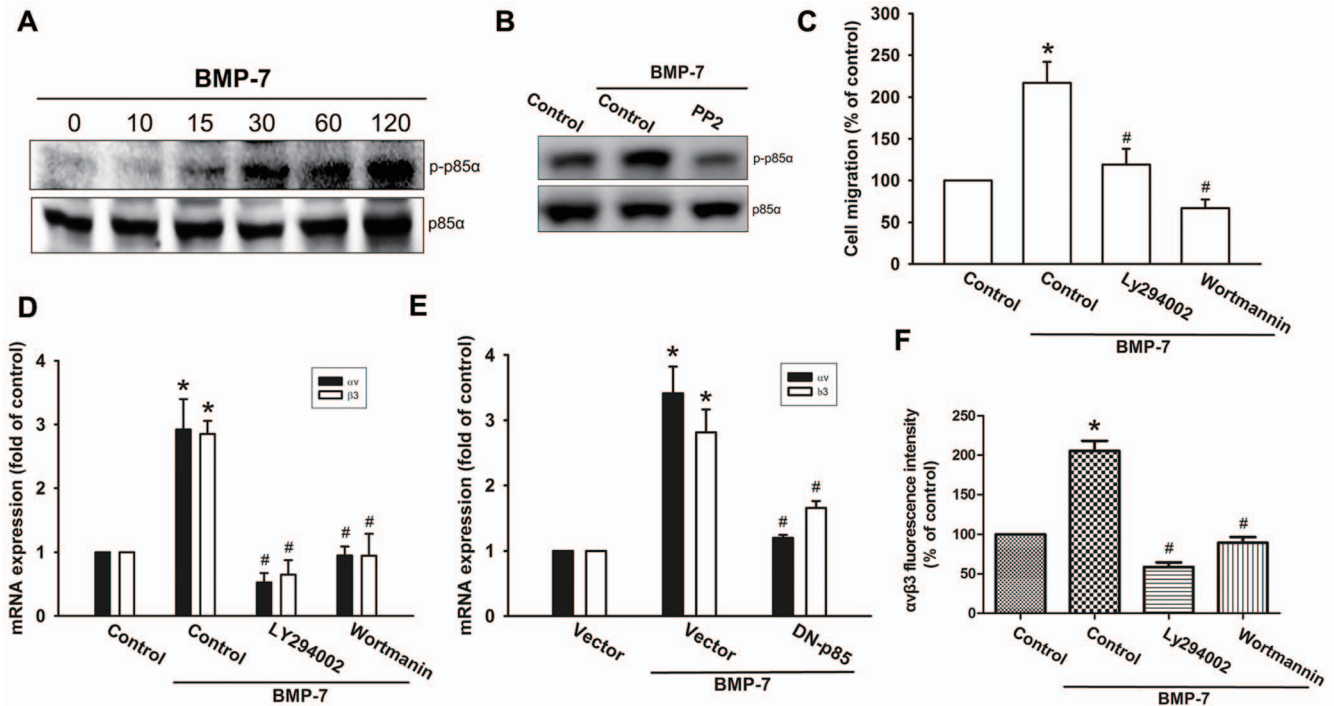 A
BMP-7
0 10 15 30 60 120
p-p85α
p85α
B
BMP-7
Control Control PP2
p-p85α
p85α
C
Cell migration (% of control)
300
250
200
150
100
50
0
*
#
#
Control Control Ly294002 Wortmannin
BMP-7
D
mRNA expression (fold of control)
4
3
2
1
0
αv
β3
* *
# # # #
Control Control LY294002 Wortmanin
BMP-7
E
mRNA expression (fold of control)
4
3
2
1
0
αv
b3
*
*
#
#
Vector Vector DN-p85
BMP-7
F
αvβ3 fluorescence intensity
(% of control)
250
200
150
100
50
0
*
#
#
Control Control Ly294002 Wortmannin
BMP-7